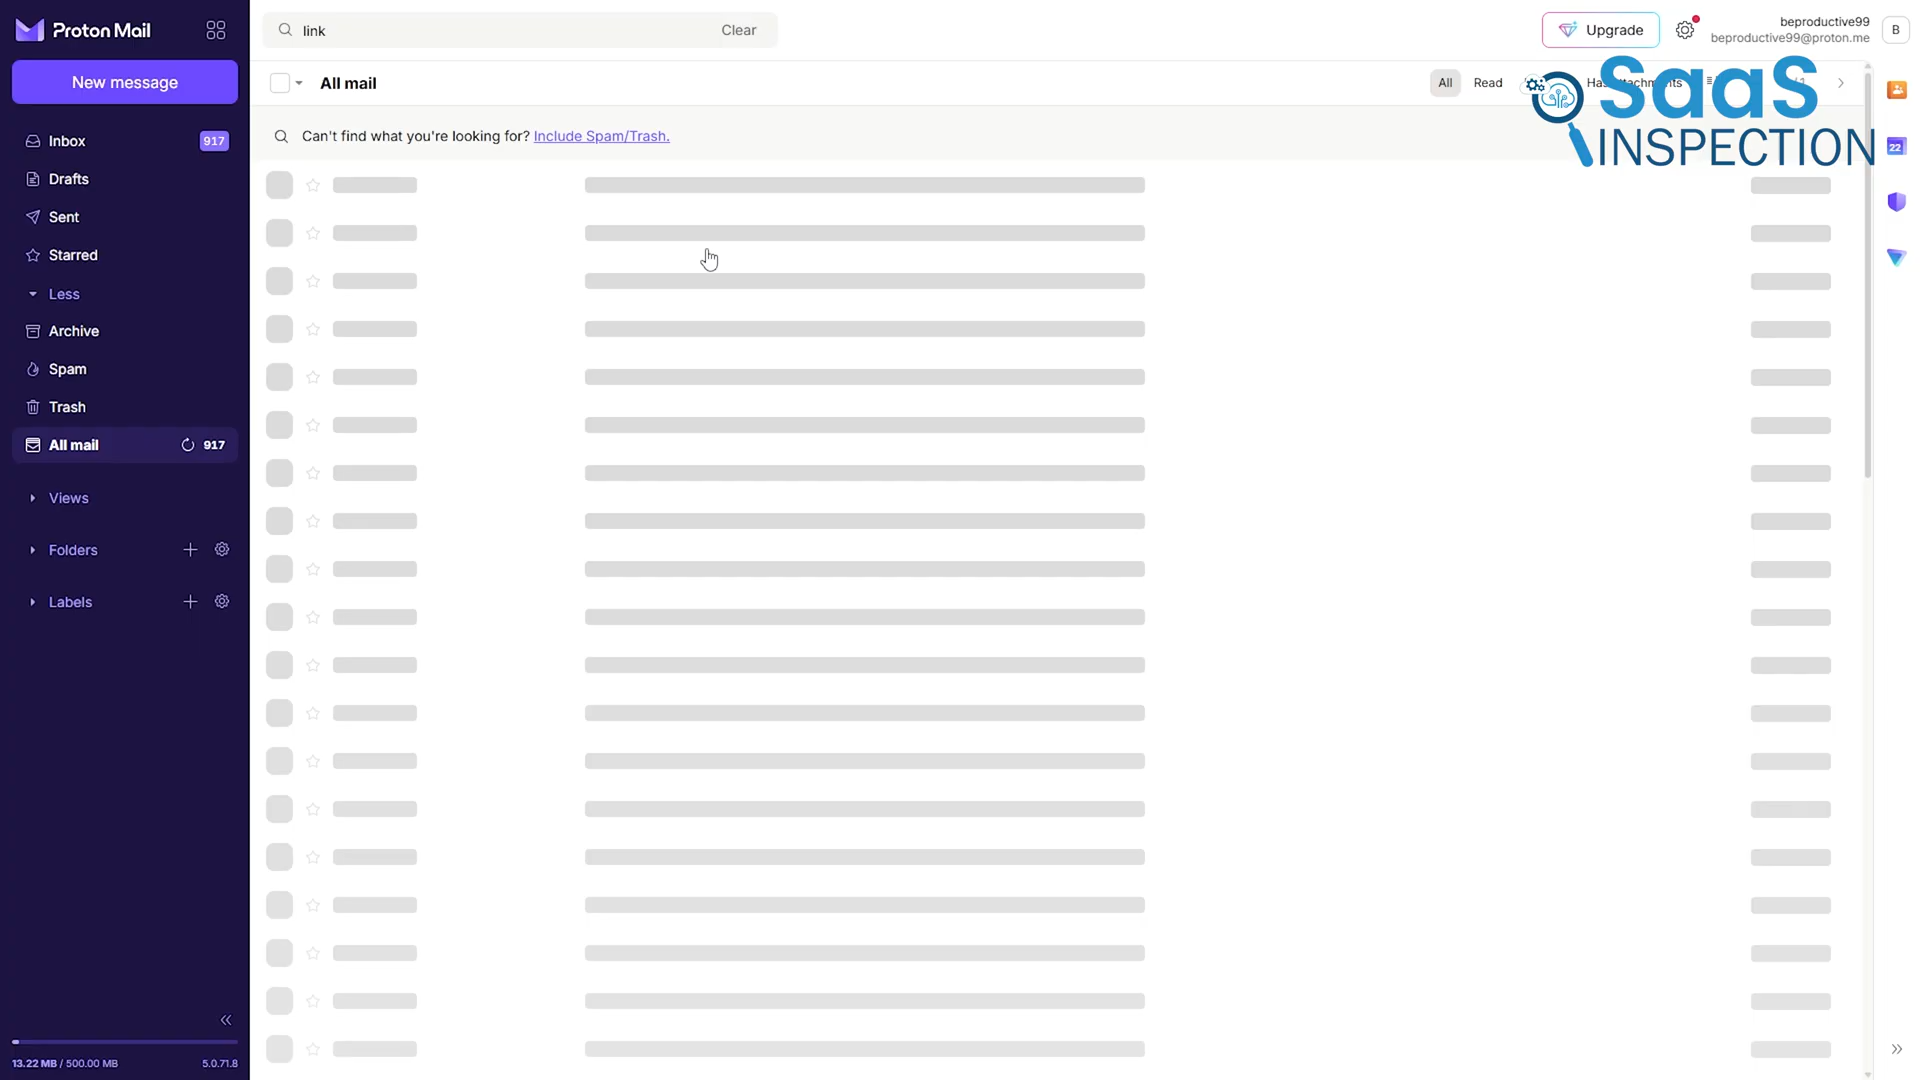 Proton Mail
link
Clear
Upgrade
beproductive99
beproductive99@proton.me
B
New message
All mail
All
Read
Has attachments
SaaS
INSPECTION
Can't find what you're looking for? Include Spam/Trash.
22
Inbox
917
Drafts
Sent
Starred
Less
Archive
Spam
Trash
All mail
917
Views
Folders
Labels
13.22 MB / 500.00 MB
5.0.71.8